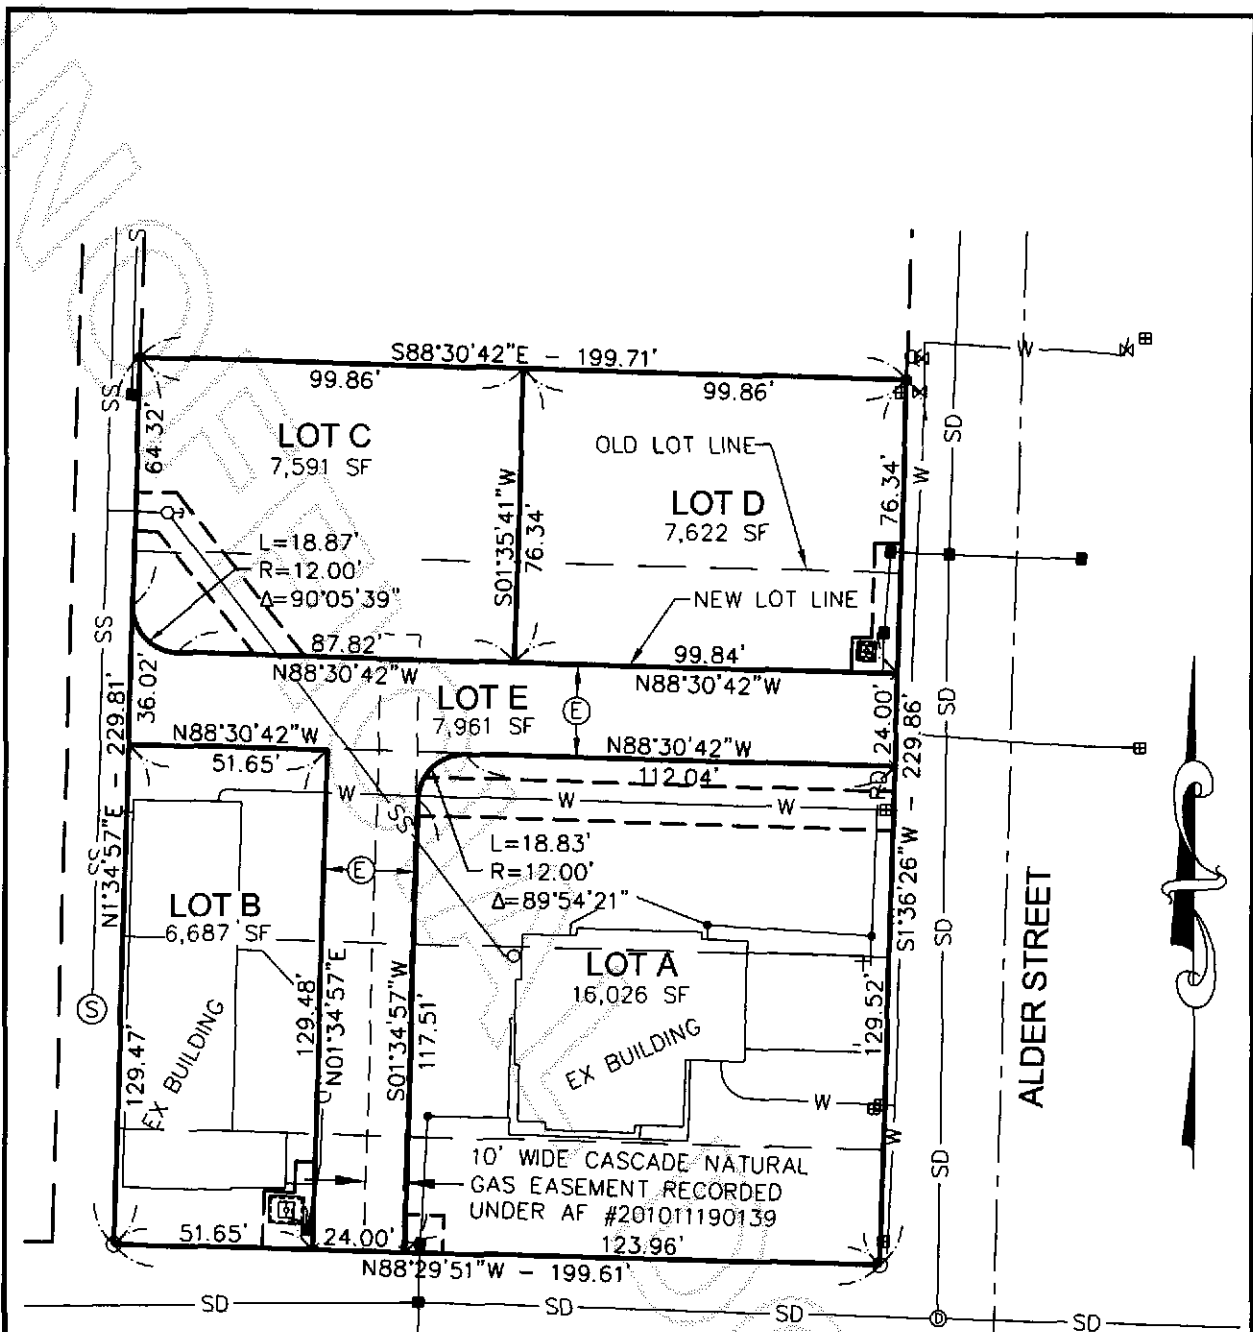 S88°30'42"E - 199.71'
99.86'
99.86'
64.32'
LOT C
7,591 SF
OLD LOT LINE
LOT D
7,622 SF
76.34'
S01°35'41"W
76.34'
L=18.87'
R=12.00'
Δ=90°05'39"
NEW LOT LINE
87.82'
N88°30'42"W
99.84'
N88°30'42"W
N1°34'57"E - 229.81'
36.02'
LOT E
7,961 SF
E
24.00'
S1°36'26"W - 229.86'
N88°30'42"W
51.65'
N88°30'42"W
112.04'
W
W
W
L=18.83'
R=12.00'
Δ=89°54'21"
E
LOT B
6,687 SF
129.47'
EX BUILDING
129.48'
N01°34'57"E
S01°34'57"W
117.51'
LOT A
16,026 SF
EX BUILDING
129.52'
W
ALDER STREET
10' WIDE CASCADE NATURAL
GAS EASEMENT RECORDED
UNDER AF #201011190139
51.65'
24.00'
123.96'
N88°29'51"W - 199.61'
S
SS
SS
SS
SS
S
W
W
W
SD
SD
SD
SD
SD
SD
SD
SD
D